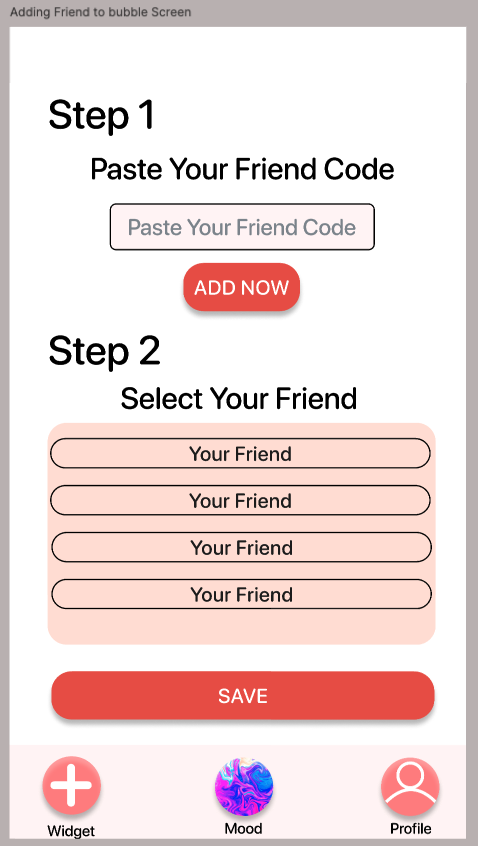 Adding Friend to bubble Screen
Step 1
Paste Your Friend Code
Paste Your Friend Code
ADD NOW
Step 2
Select Your Friend
Your Friend
Your Friend
Your Friend
Your Friend
SAVE
Widget
Mood
Profile